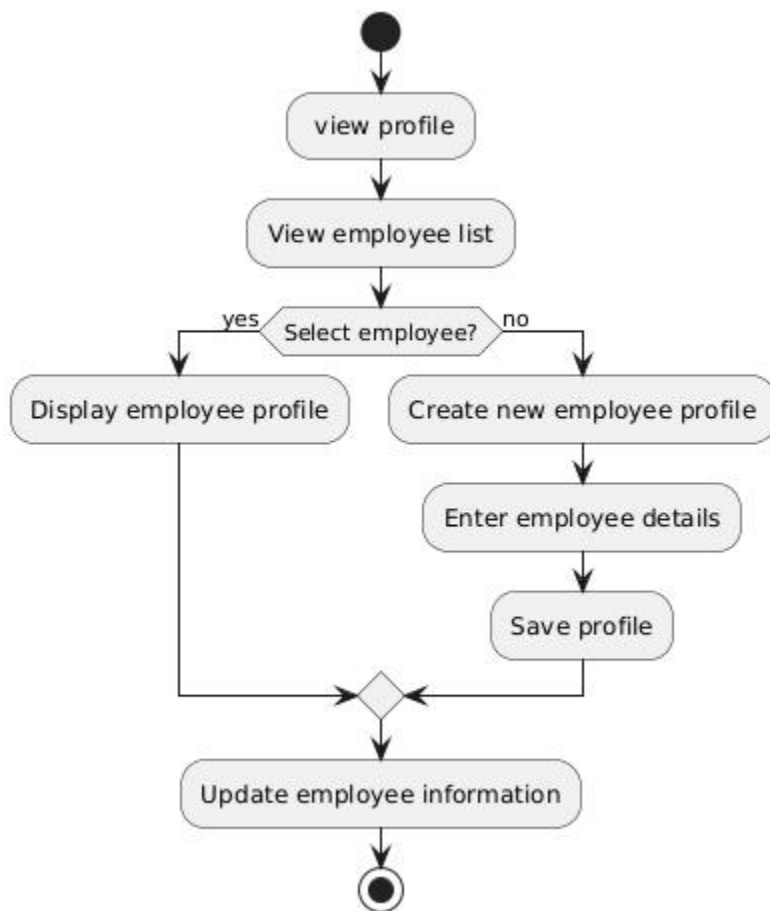 view profile
View employee list
yes
Select employee?
no
Display employee profile
Create new employee profile
Enter employee details
Save profile
Update employee information